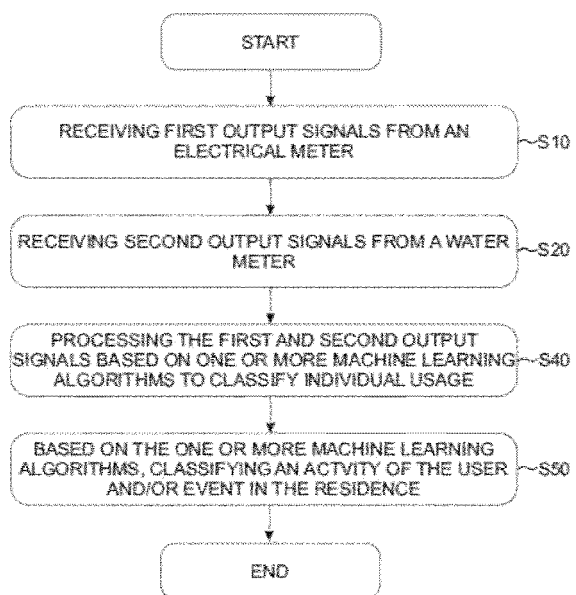 START
RECEIVING FIRST OUTPUT SIGNALS FROM AN
ELECTRICAL METER
S10
RECEIVING SECOND OUTPUT SIGNALS FROM A WATER
METER
S20
PROCESSING THE FIRST AND SECOND OUTPUT
SIGNALS BASED ON ONE OR MORE MACHINE LEARNING
ALGORITHMS TO CLASSIFY INDIVIDUAL USAGE
S40
BASED ON THE ONE OR MORE MACHINE LEARNING
ALGORITHMS, CLASSIFYING AN ACTVITY OF THE USER
AND/OR EVENT IN THE RESIDENCE
S50
END